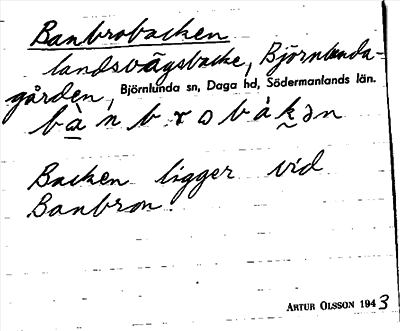 Banbrobacken
landsvägsbacke, Björnlunda-
gården, Björnlunda sn, Daga hd, Södermanlands län.
Backen ligger vid
Banbron.
ARTUR OLSSON 1943